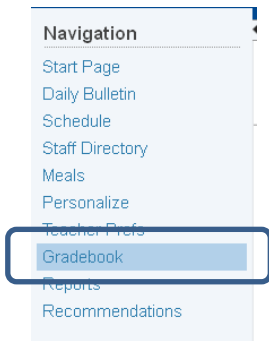 Navigation
Start Page
Daily Bulletin
Schedule
Staff Directory
Meals
Personalize
Teacher Prefs
Gradebook
Reports
Recommendations